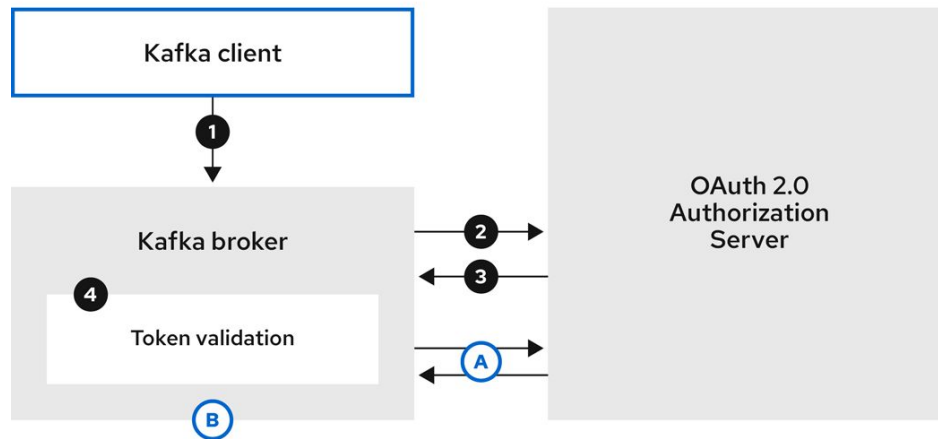 Kafka client
1
Kafka broker
2
3
4
Token validation
A
B
OAuth 2.0
Authorization
Server